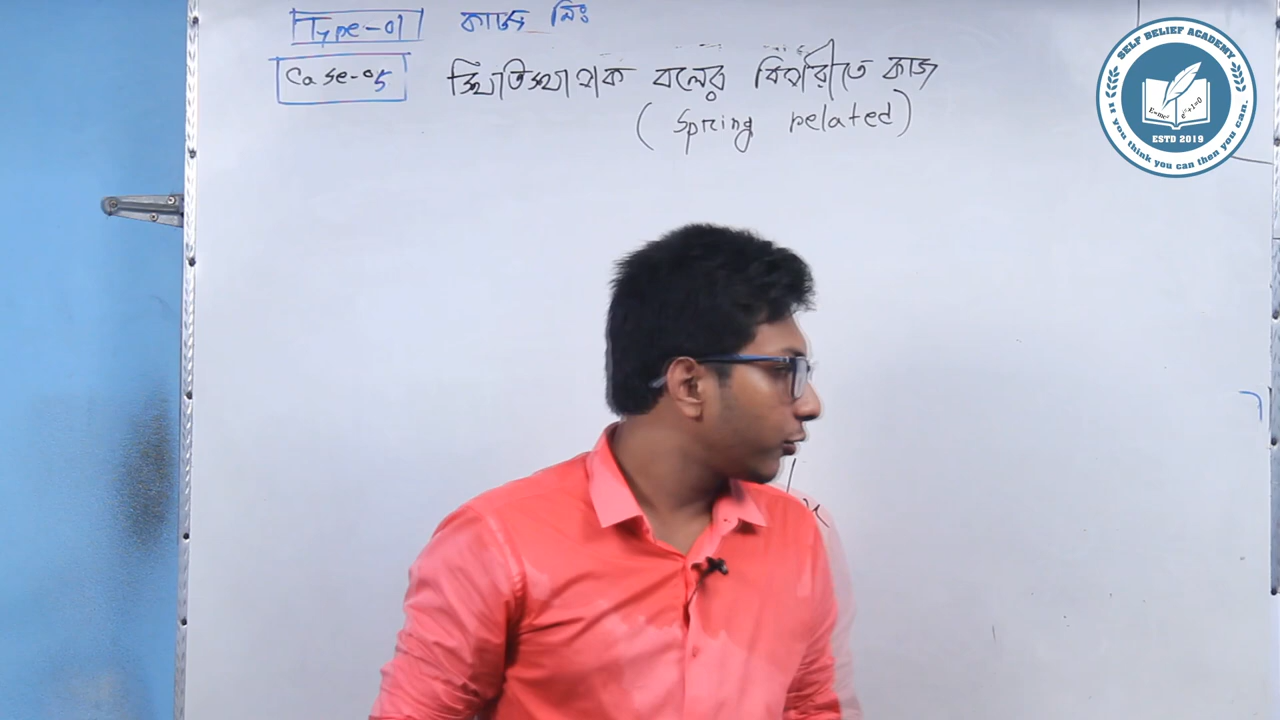 Type-01 কাজ নিঃ
Case-05 স্থিতিস্থাপক বলের বিপরীতে কাজ
(Spring related)
SELF BELIEF ACADEMY
E=mc²
ESTD 2019
If you think you can then you can.